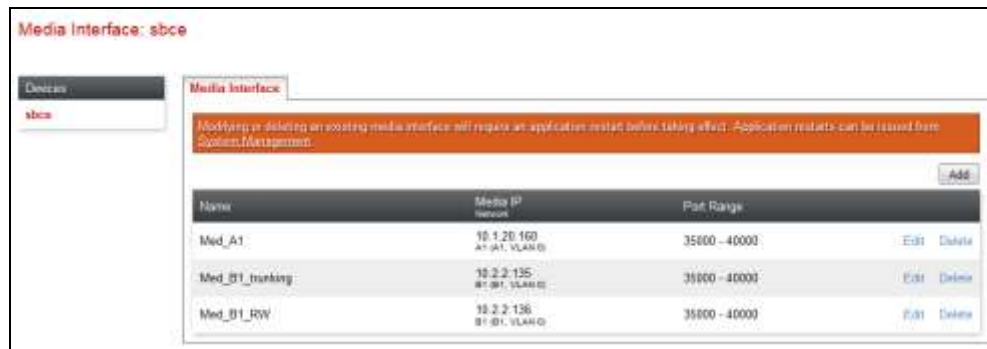 Media Interface: sbce
Devices
sbce
Media Interface
Modifying or deleting an existing media interface will require an application restart before taking effect. Application restarts can be issued from
System Management.
Add
Name Media IP Port Range
Network
Med_A1 10.1.20.160 35000 - 40000 Edit Delete
A1 (A1, VLAN 0)
Med_B1_trunking 10.2.2.135 35000 - 40000 Edit Delete
B1 (B1, VLAN 0)
Med_B1_RW 10.2.2.136 35000 - 40000 Edit Delete
B1 (B1, VLAN 0)